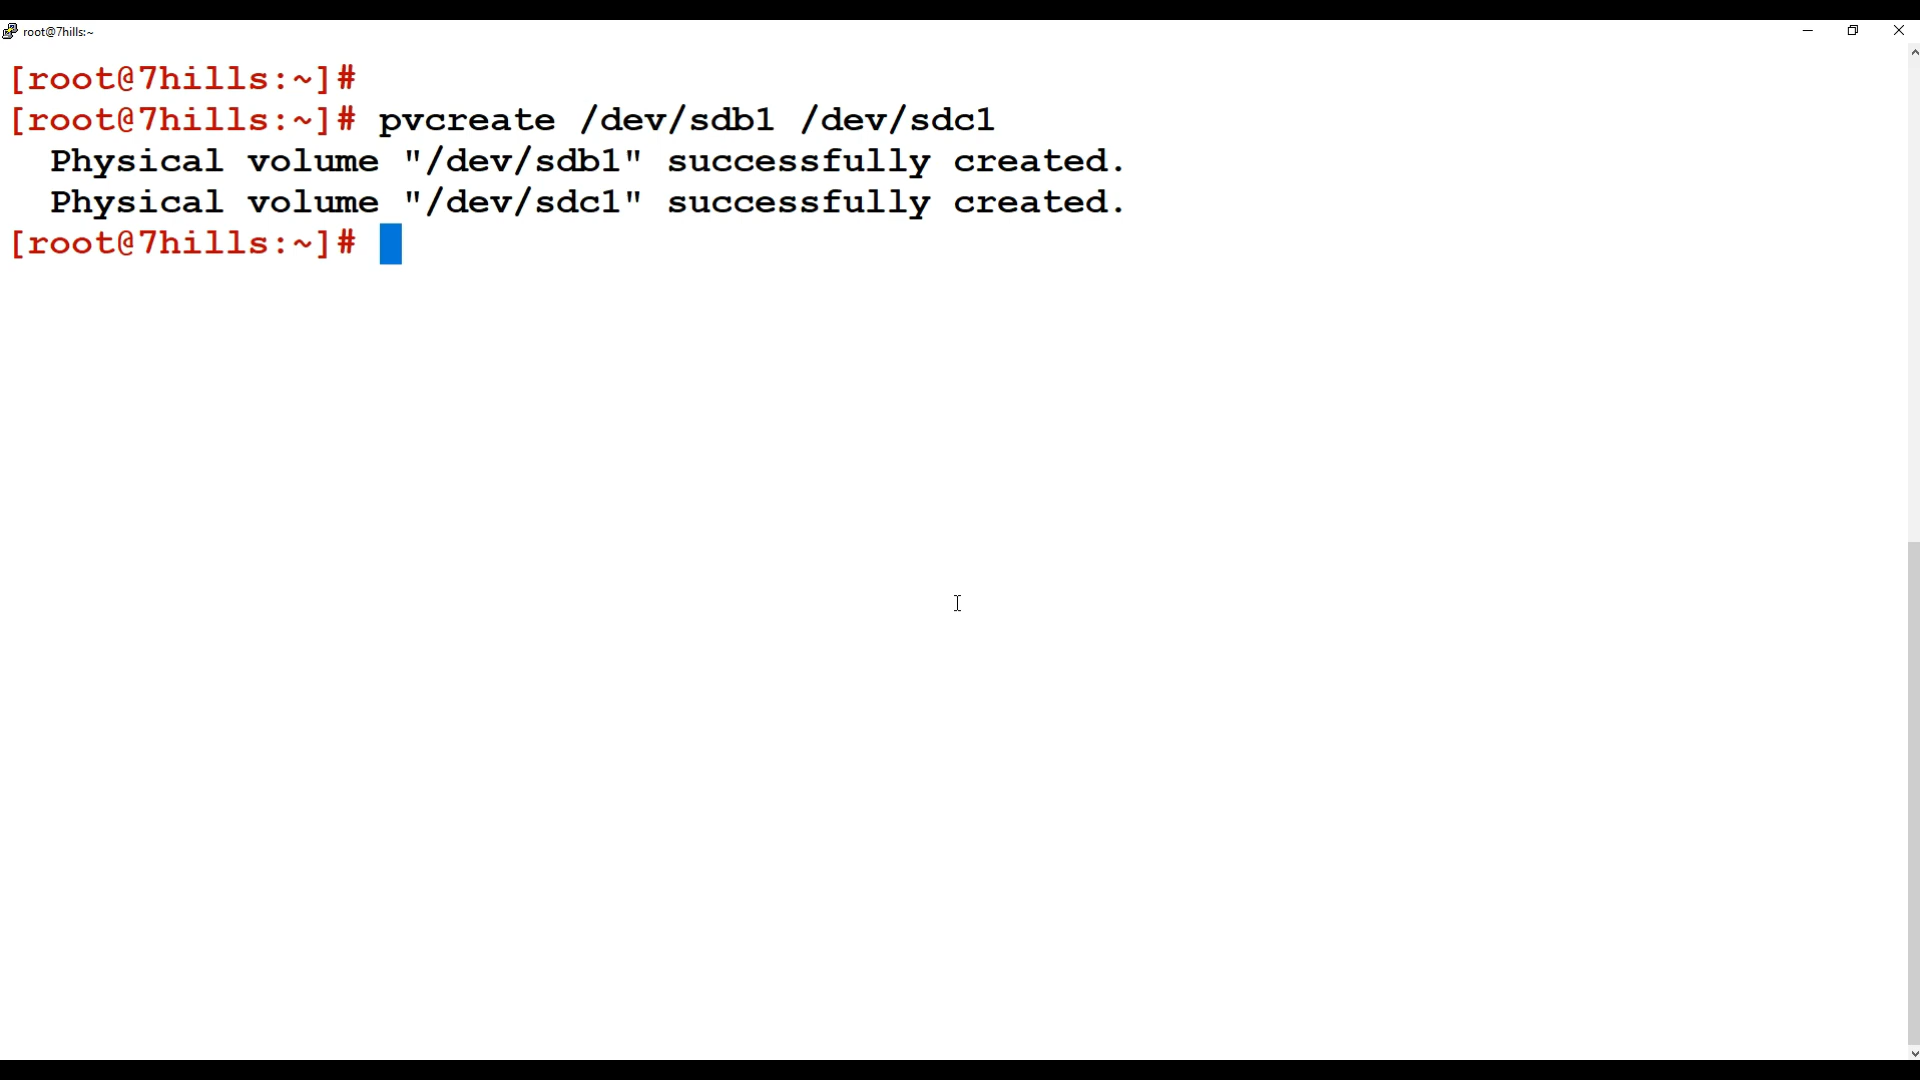 root@7hills:~
[root@7hills:~]#
[root@7hills:~]# pvcreate /dev/sdb1 /dev/sdc1
  Physical volume "/dev/sdb1" successfully created.
  Physical volume "/dev/sdc1" successfully created.
[root@7hills:~]#